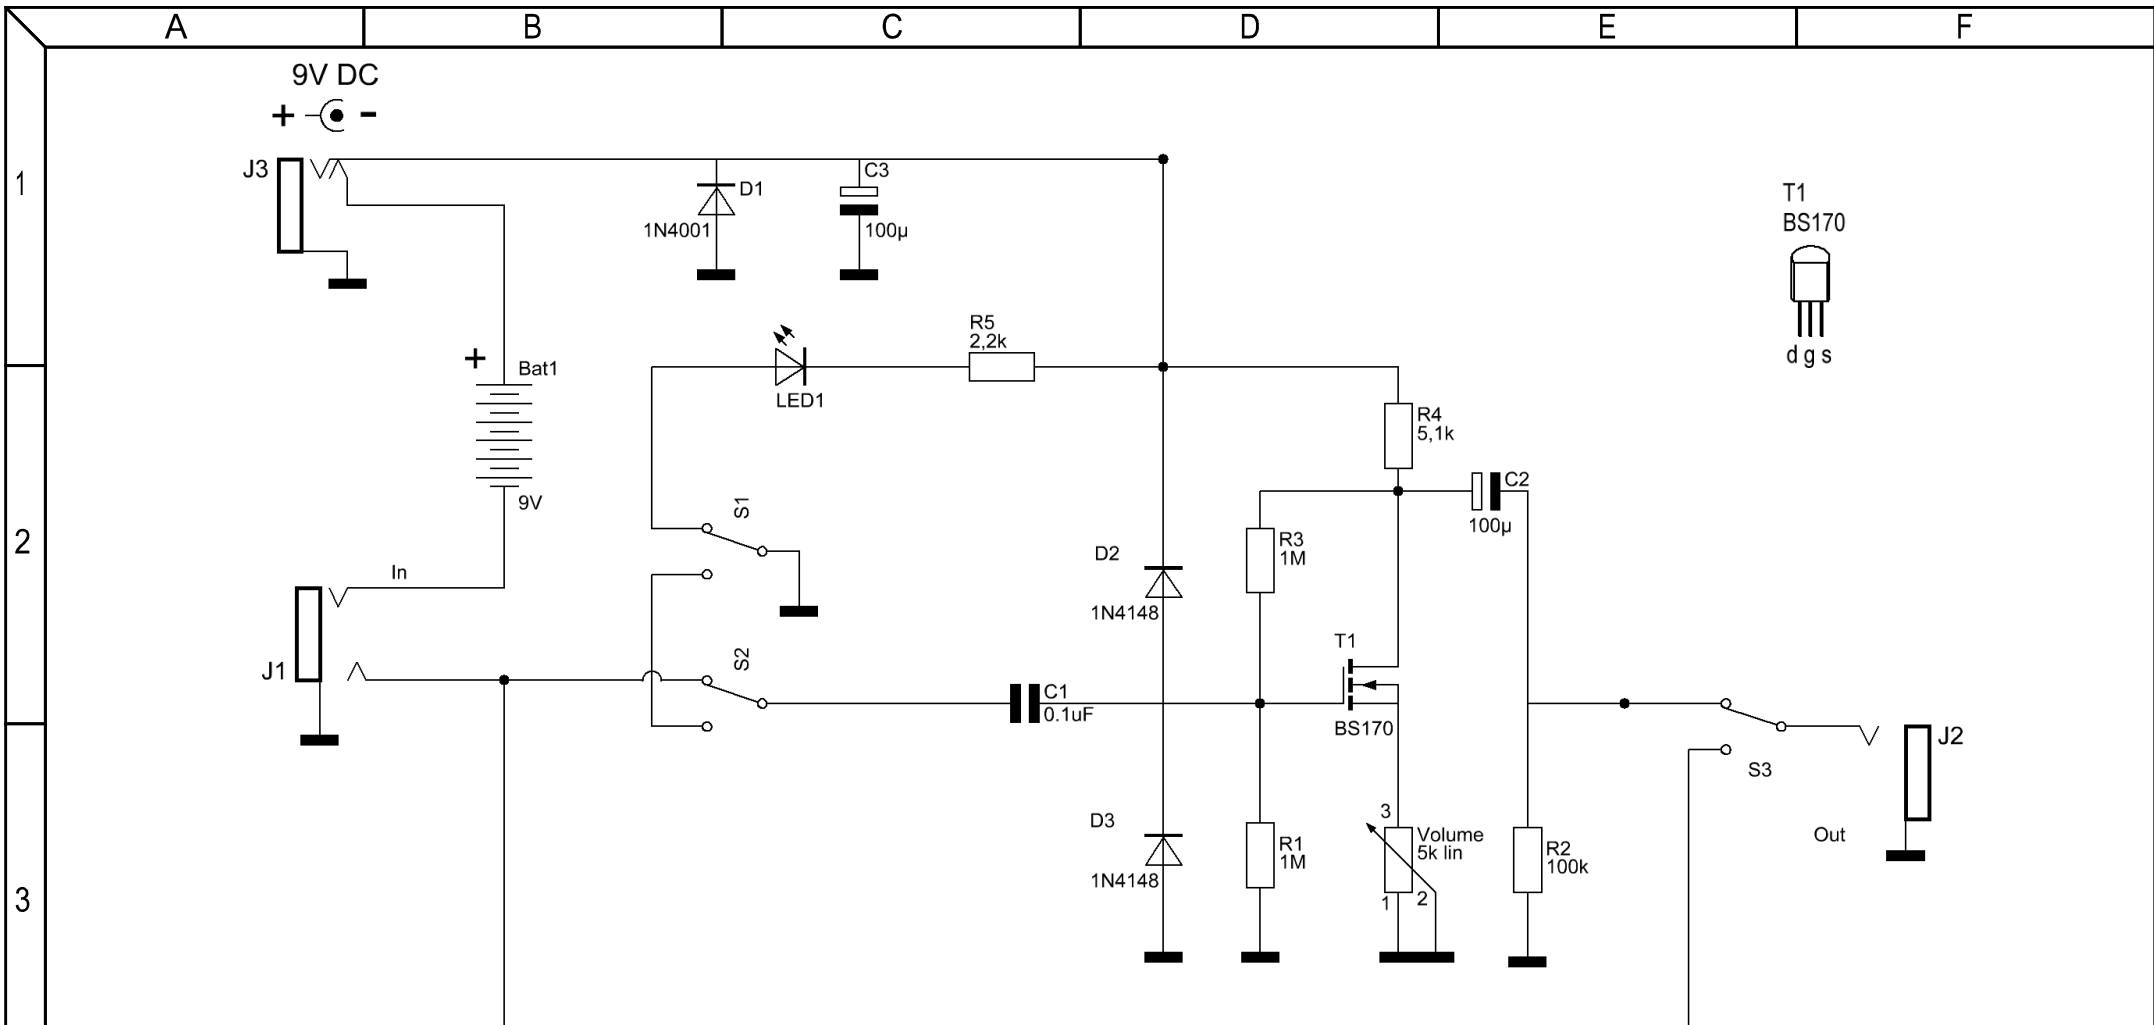 A B C D E F
9V DC
+ -
J3
1
D1
1N4001
C3
100µ
T1
BS170
d g s
R5
2,2k
LED1
+
Bat1
9V
R4
5,1k
C2
100µ
2
In
S1
D2
1N4148
R3
1M
J1
S2
C1
0.1uF
T1
BS170
S3
J2
Out
3
D3
1N4148
R1
1M
3
Volume
5k lin
1
2
R2
100k